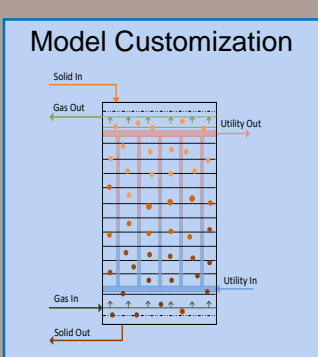 Model Customization
Solid In
Gas Out
Utility Out
Utility In
Gas In
Solid Out